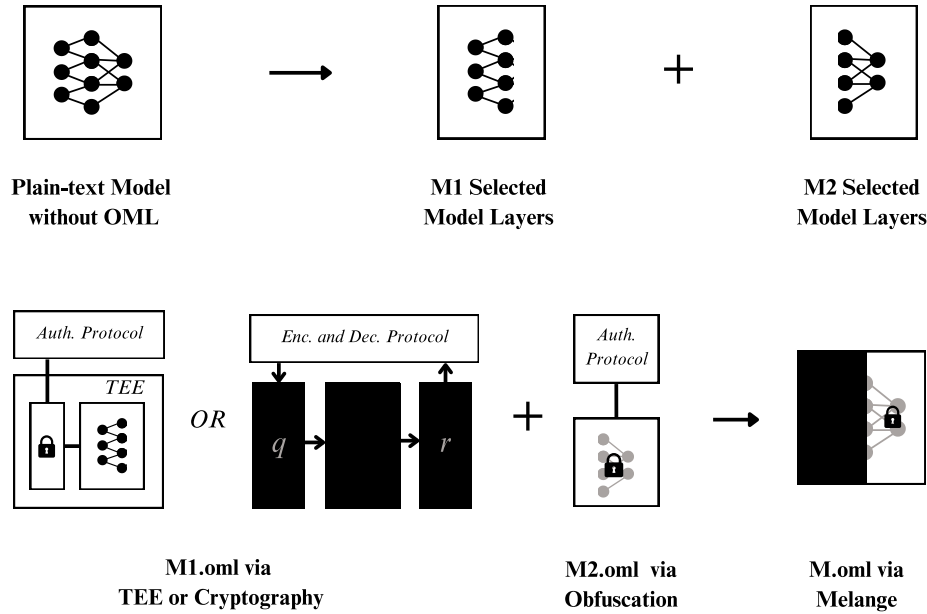 Plain-text Model
without OML
M1 Selected
Model Layers
+
M2 Selected
Model Layers
Auth. Protocol
TEE
OR
Enc. and Dec. Protocol
q
r
+
Auth.
Protocol
M1.oml via
TEE or Cryptography
M2.oml via
Obfuscation
M.oml via
Melange